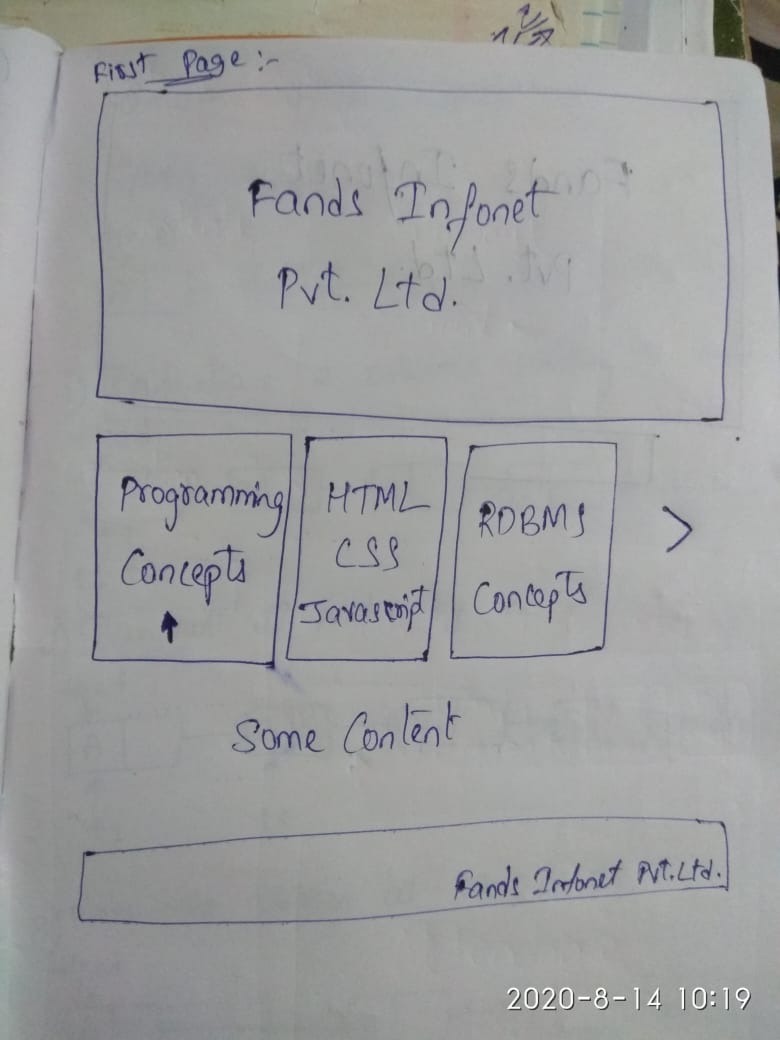 First Page :-
Fands Infonet
Pvt. Ltd.
Programming
Concepts
HTML
CSS
Javascript
RDBMS
Concepts
>
Some Content
Fands Infonet Pvt. Ltd.
2020-8-14 10:19